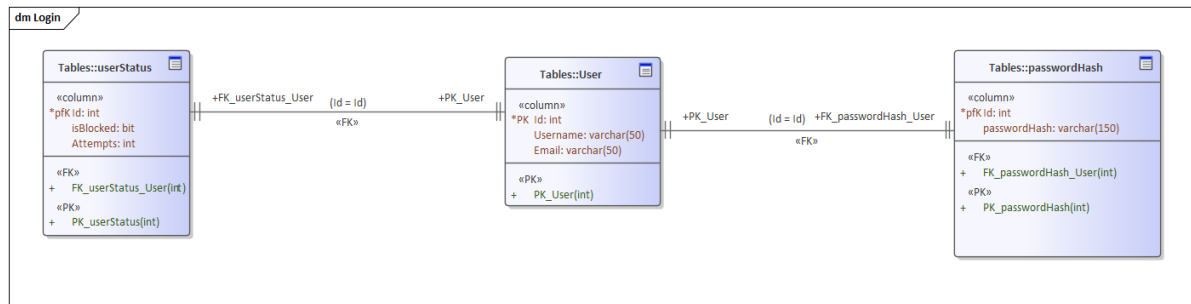 dm Login
Tables::userStatus
«column»
*pfK Id: int
isBlocked: bit
Attempts: int
«FK»
+ FK_userStatus_User(int)
«PK»
+ PK_userStatus(int)
+FK_userStatus_User
(Id = Id)
«FK»
+PK_User
Tables::User
«column»
*PK Id: int
Username: varchar(50)
Email: varchar(50)
«PK»
+ PK_User(int)
+PK_User
(Id = Id)
«FK»
+FK_passwordHash_User
Tables::passwordHash
«column»
*pfK Id: int
passwordHash: varchar(150)
«FK»
+ FK_passwordHash_User(int)
«PK»
+ PK_passwordHash(int)